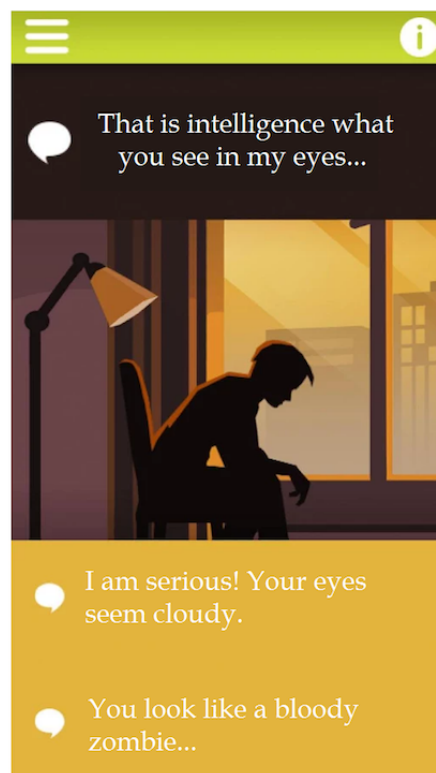 That is intelligence what
you see in my eyes...
I am serious! Your eyes
seem cloudy.
You look like a bloody
zombie...